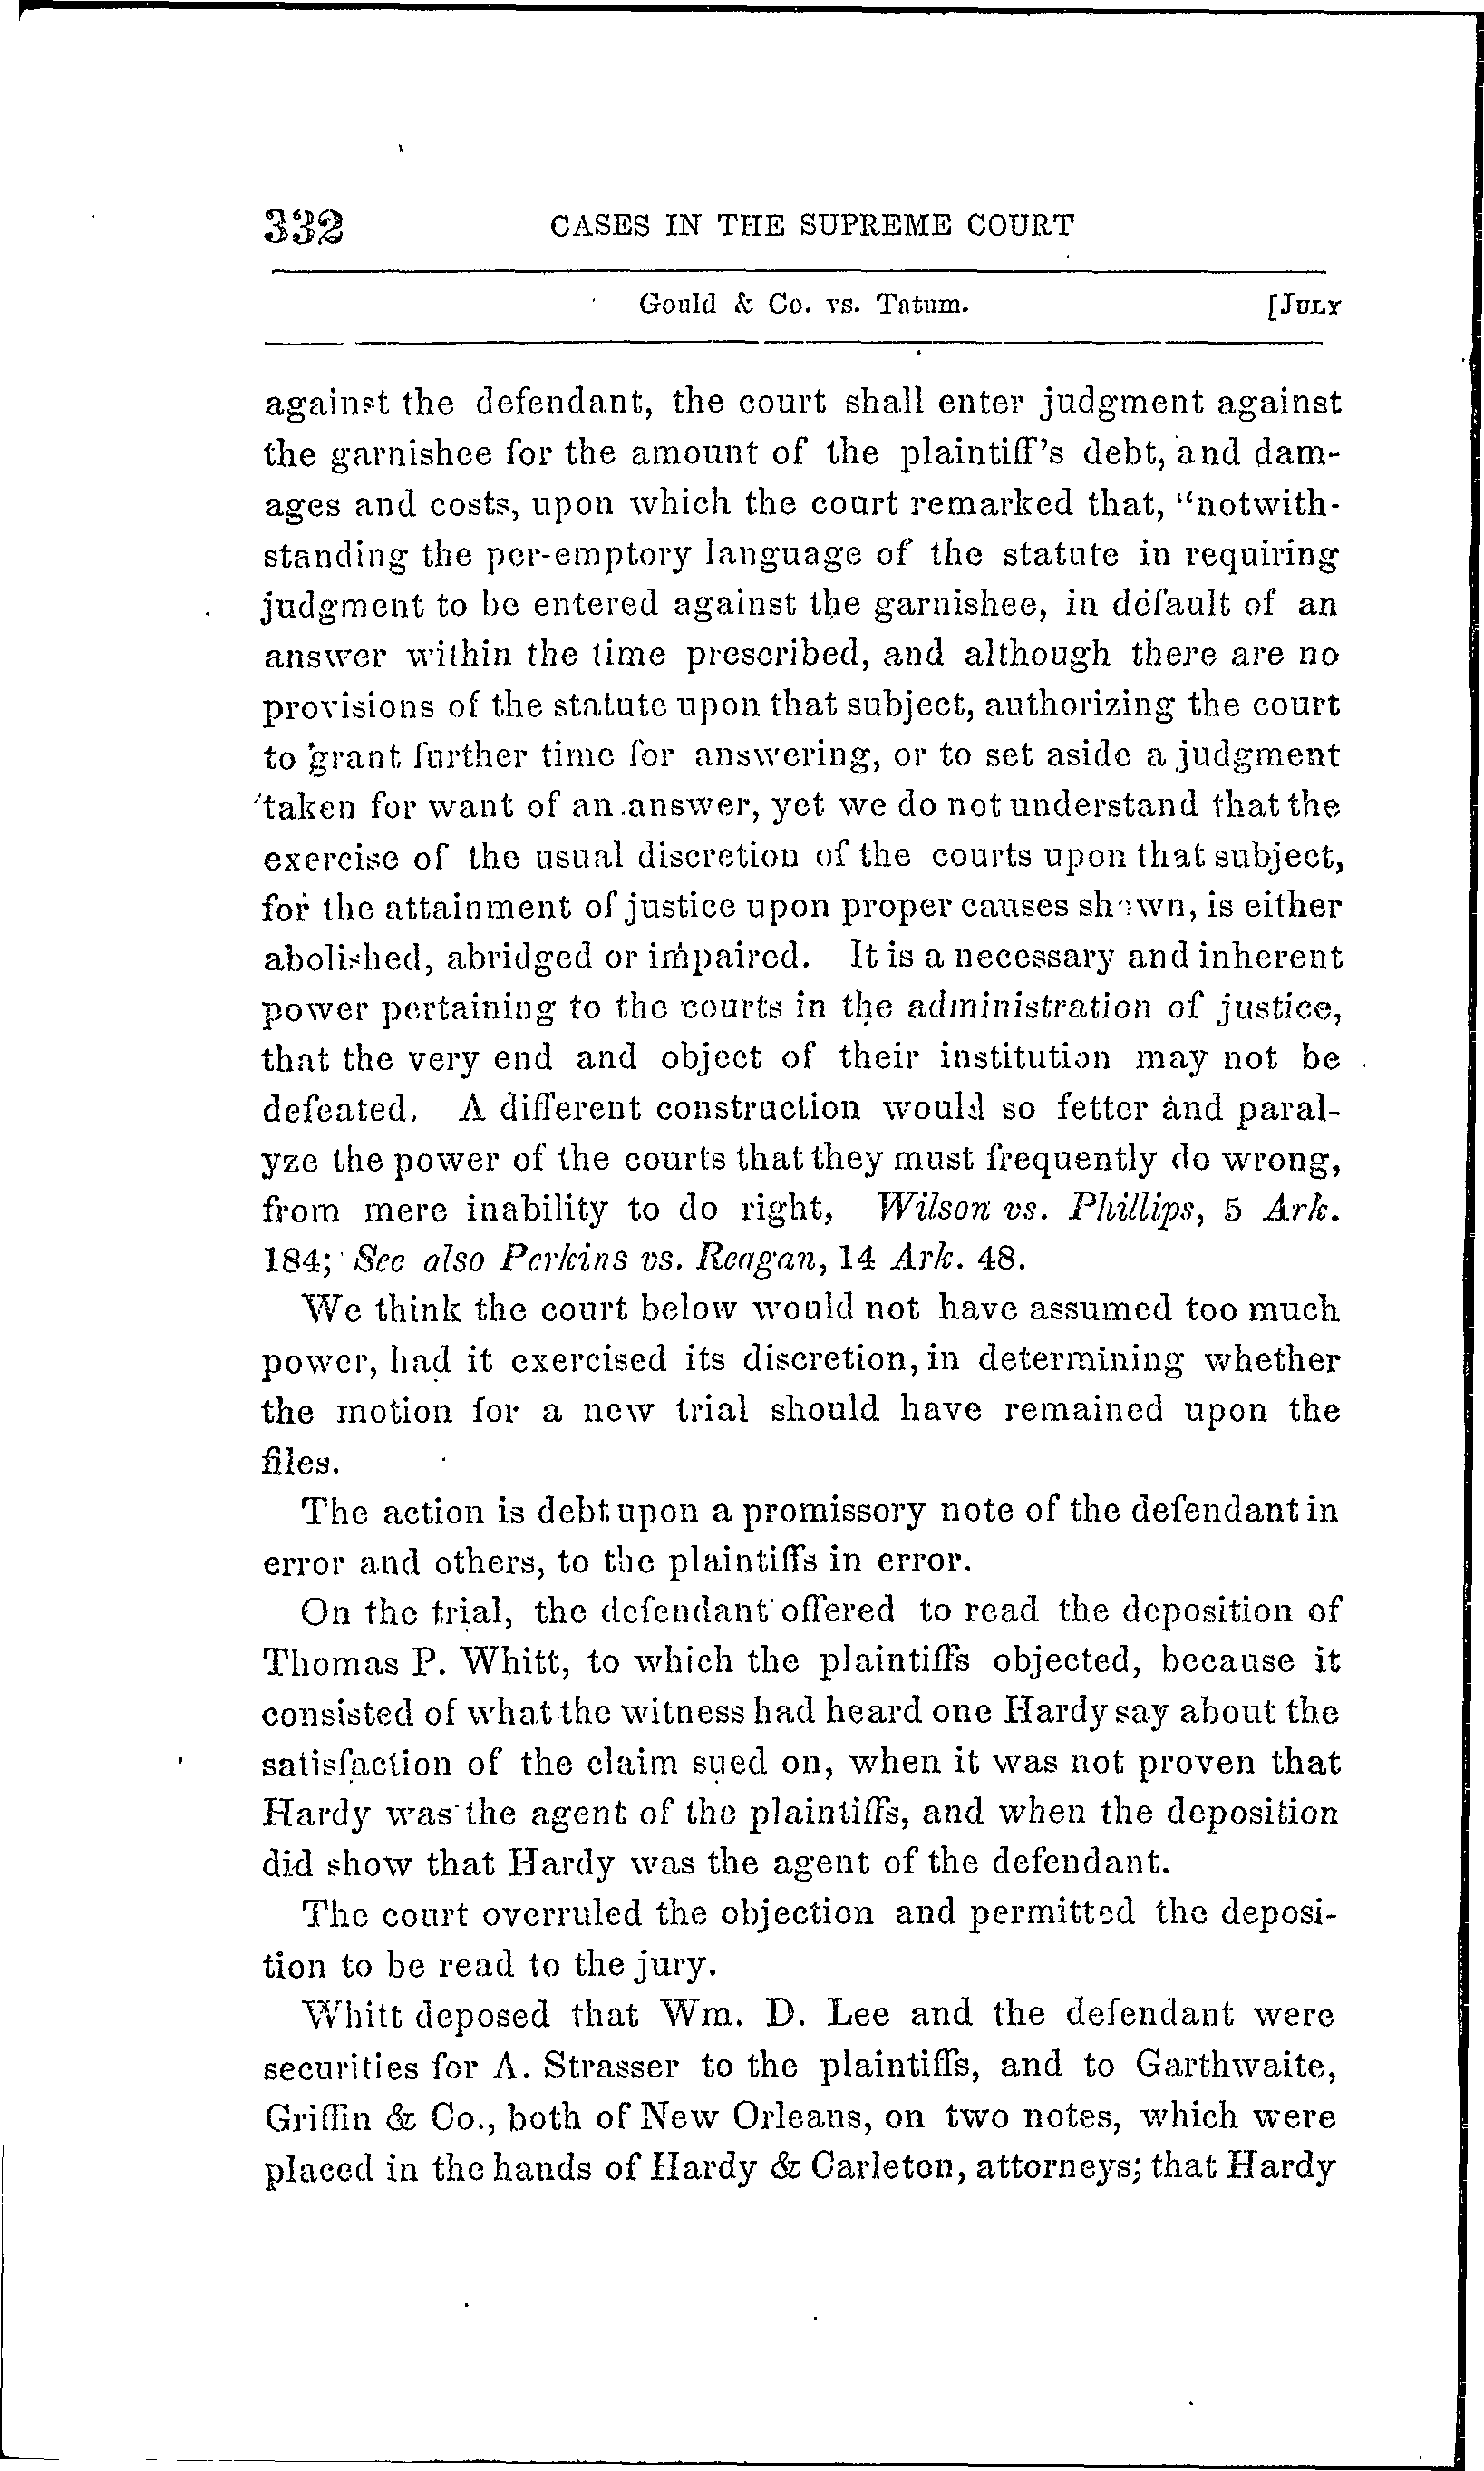 332 CASES IN THE SUPREME COURT
Gould & Co. vs. Tatum. [JULY
against the defendant, the court shall enter judgment against
the garnishee for the amount of the plaintiff's debt, and dam-
ages and costs, upon which the court remarked that, "notwith-
standing the per-emptory language of the statute in requiring
judgment to be entered against the garnishee, in default of an
answer within the time prescribed, and although there are no
provisions of the statute upon that subject, authorizing the court
to grant further time for answering, or to set aside a judgment
taken for want of an answer, yet we do not understand that the
exercise of the usual discretion of the courts upon that subject,
for the attainment of justice upon proper causes shown, is either
abolished, abridged or impaired. It is a necessary and inherent
power pertaining to the courts in the administration of justice,
that the very end and object of their institution may not be
defeated. A different construction would so fetter and paral-
yze the power of the courts that they must frequently do wrong,
from mere inability to do right, Wilson vs. Phillips, 5 Ark.
184; See also Perkins vs. Reagan, 14 Ark. 48.
We think the court below would not have assumed too much
power, had it exercised its discretion, in determining whether
the motion for a new trial should have remained upon the
files.
The action is debt upon a promissory note of the defendant in
error and others, to the plaintiffs in error.
On the trial, the defendant offered to read the deposition of
Thomas P. Whitt, to which the plaintiffs objected, because it
consisted of what the witness had heard one Hardy say about the
satisfaction of the claim sued on, when it was not proven that
Hardy was the agent of the plaintiffs, and when the deposition
did show that Hardy was the agent of the defendant.
The court overruled the objection and permitted the deposi-
tion to be read to the jury.
Whitt deposed that Wm. D. Lee and the defendant were
securities for A. Strasser to the plaintiffs, and to Garthwaite,
Griffin & Co., both of New Orleans, on two notes, which were
placed in the hands of Hardy & Carleton, attorneys; that Hardy